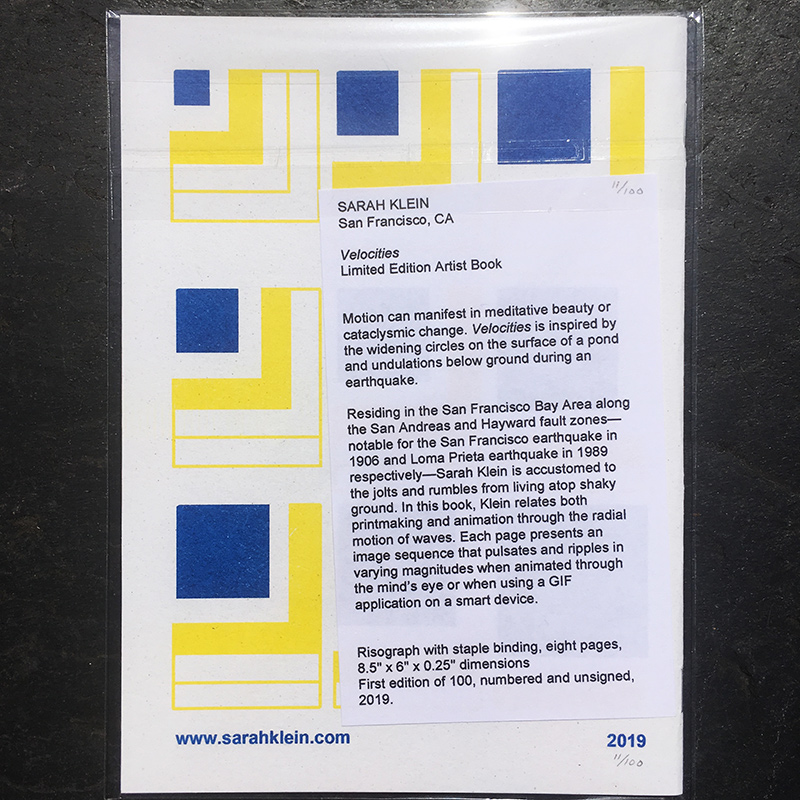 11/100
SARAH KLEIN
San Francisco, CA
Velocities
Limited Edition Artist Book
Motion can manifest in meditative beauty or
cataclysmic change. Velocities is inspired by
the widening circles on the surface of a pond
and undulations below ground during an
earthquake.
Residing in the San Francisco Bay Area along
the San Andreas and Hayward fault zones—
notable for the San Francisco earthquake in
1906 and Loma Prieta earthquake in 1989
respectively—Sarah Klein is accustomed to
the jolts and rumbles from living atop shaky
ground. In this book, Klein relates both
printmaking and animation through the radial
motion of waves. Each page presents an
image sequence that pulsates and ripples in
varying magnitudes when animated through
the mind's eye or when using a GIF
application on a smart device.
Risograph with staple binding, eight pages,
8.5" x 6" x 0.25" dimensions
First edition of 100, numbered and unsigned,
2019.
www.sarahklein.com
2019
11/100